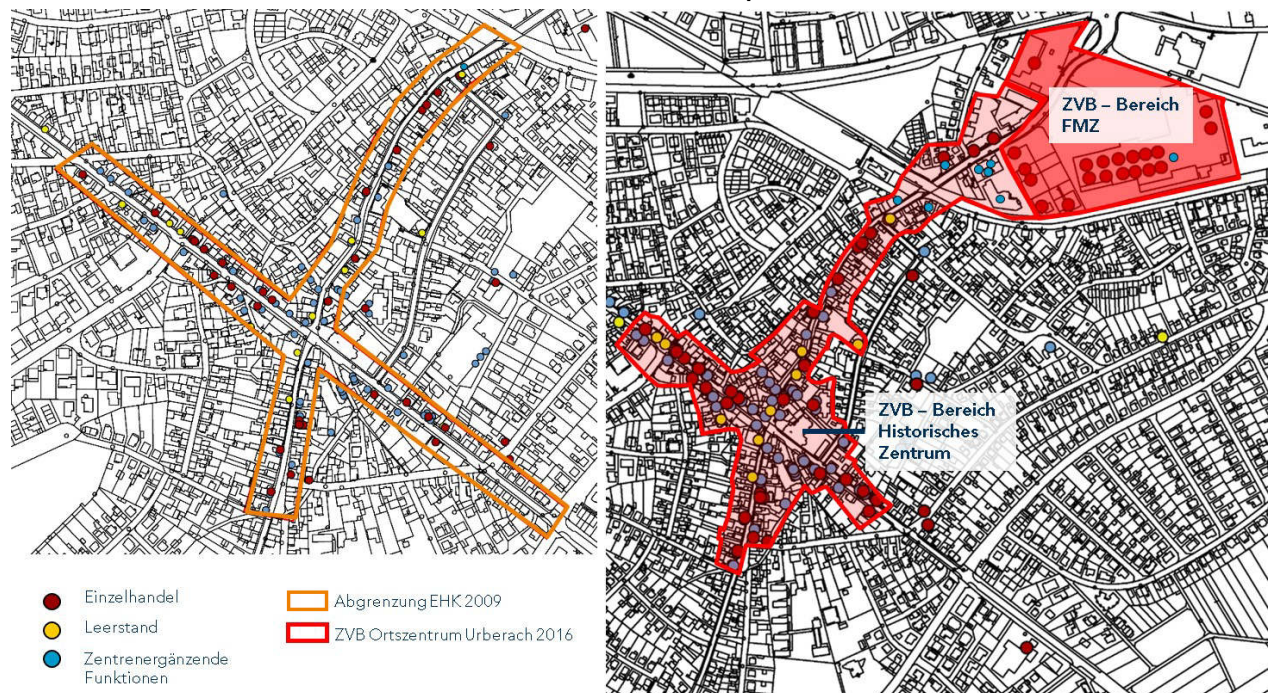 ZVB – Bereich
FMZ
ZVB – Bereich
Historisches
Zentrum
Einzelhandel
Leerstand
Zentrenergänzende
Funktionen
Abgrenzung EHK 2009
ZVB Ortszentrum Urberach 2016